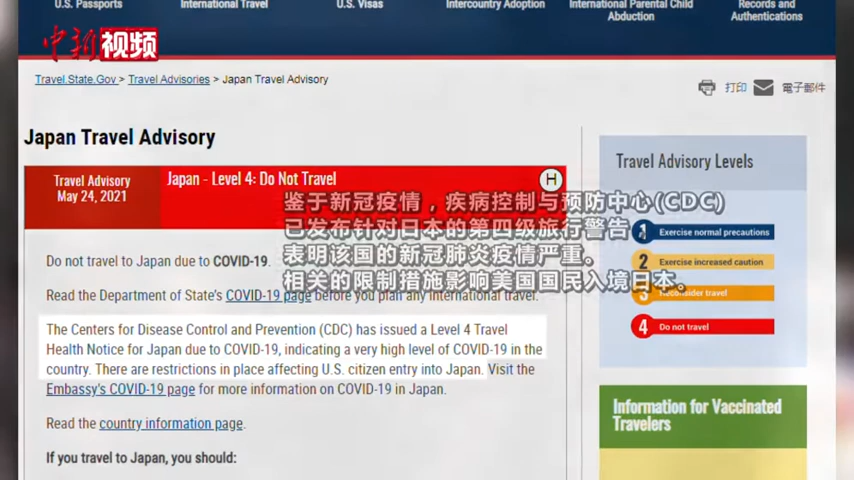 U.S. Passports
International Travel
U.S. Visas
Intercountry Adoption
International Parental Child
Abduction
Records and
Authentications
中新视频
Travel.State.Gov > Travel Advisories > Japan Travel Advisory
打印
電子郵件
Japan Travel Advisory
Travel Advisory
May 24, 2021
Japan - Level 4: Do Not Travel
H
鉴于新冠疫情，疾病控制与预防中心(CDC)
已发布针对日本的第四级旅行警告，
表明该国的新冠肺炎疫情严重。
相关的限制措施影响美国国民入境日本。
Do not travel to Japan due to COVID-19.
Read the Department of State's COVID-19 page before you plan any international travel.
The Centers for Disease Control and Prevention (CDC) has issued a Level 4 Travel
Health Notice for Japan due to COVID-19, indicating a very high level of COVID-19 in the
country. There are restrictions in place affecting U.S. citizen entry into Japan. Visit the
Embassy's COVID-19 page for more information on COVID-19 in Japan.
Read the country information page.
If you travel to Japan, you should:
Travel Advisory Levels
1 Exercise normal precautions
2 Exercise increased caution
3 Reconsider travel
4 Do not travel
Information for Vaccinated
Travelers